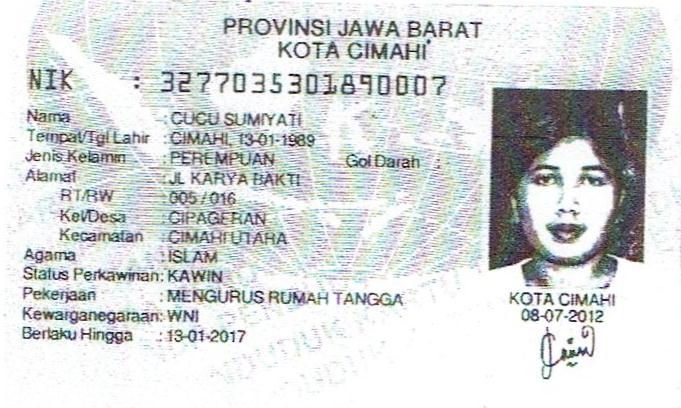 PROVINSI JAWA BARAT
KOTA CIMAHI
NIK : 3277035301890007
Nama : CUCU SUMIYATI
Tempat/Tgl Lahir : CIMAHI, 13-01-1989
Jenis Kelamin : PEREMPUAN Gol Darah :
Alamat : JL KARYA BAKTI
RT/RW : 005 / 016
Kel/Desa : CIPAGERAN
Kecamatan : CIMAHI UTARA
Agama : ISLAM
Status Perkawinan: KAWIN
Pekerjaan : MENGURUS RUMAH TANGGA
Kewarganegaraan: WNI
Berlaku Hingga : 13-01-2017
KOTA CIMAHI
08-07-2012